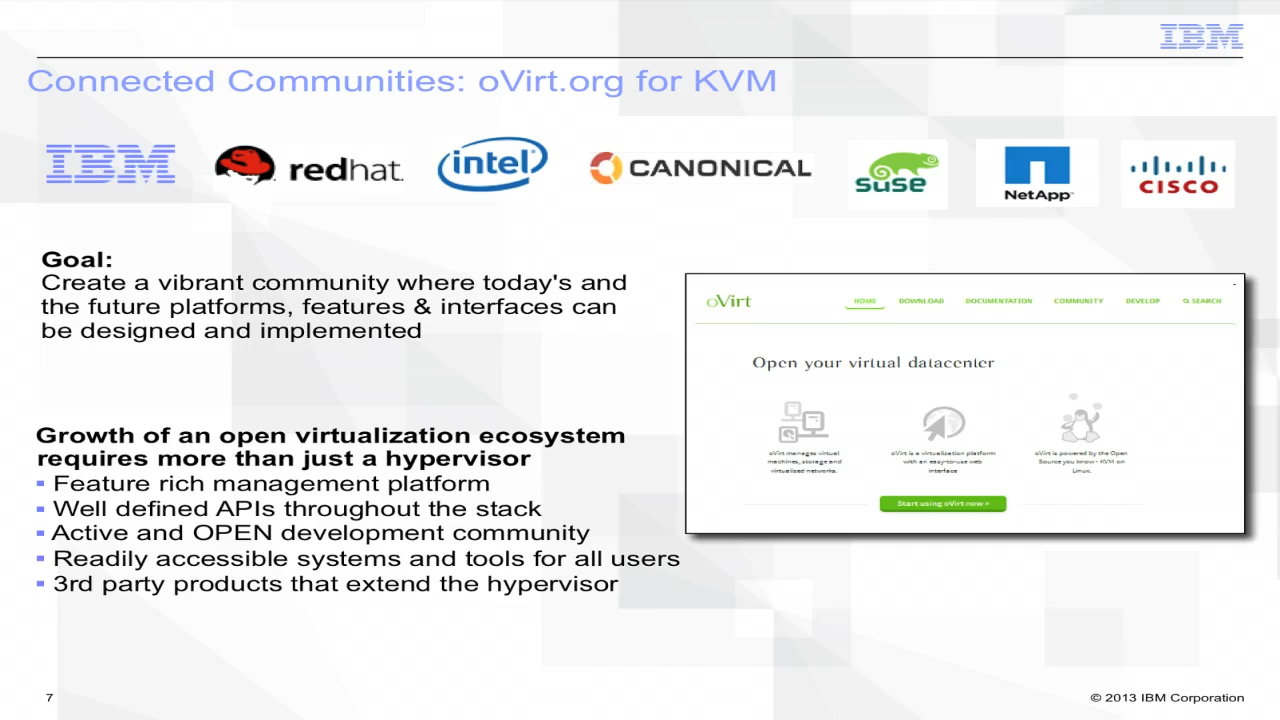 IBM
Connected Communities: oVirt.org for KVM
IBM
redhat.
intel
CANONICAL
SUSE
NetApp
CISCO
Goal:
Create a vibrant community where today's and
the future platforms, features & interfaces can
be designed and implemented
oVirt
HOME
DOWNLOAD
DOCUMENTATION
COMMUNITY
DEVELOP
SEARCH
Open your virtual datacenter
oVirt manages virtual
machines, storage and
virtualized networks.
oVirt is a virtualization platform
with an easy-to-use web
interface
oVirt is powered by the Open
Source you know - KVM on
Linux.
Start using oVirt now »
Growth of an open virtualization ecosystem
requires more than just a hypervisor
▪ Feature rich management platform
▪ Well defined APIs throughout the stack
▪ Active and OPEN development community
▪ Readily accessible systems and tools for all users
▪ 3rd party products that extend the hypervisor
7
© 2013 IBM Corporation